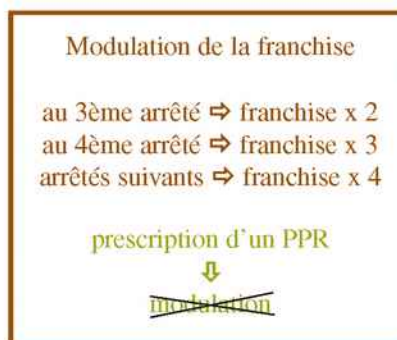 Modulation de la franchise
au 3ème arrêté ⇨ franchise x 2
au 4ème arrêté ⇨ franchise x 3
arrêtés suivants ⇨ franchise x 4
prescription d'un PPR
⇩
modulation